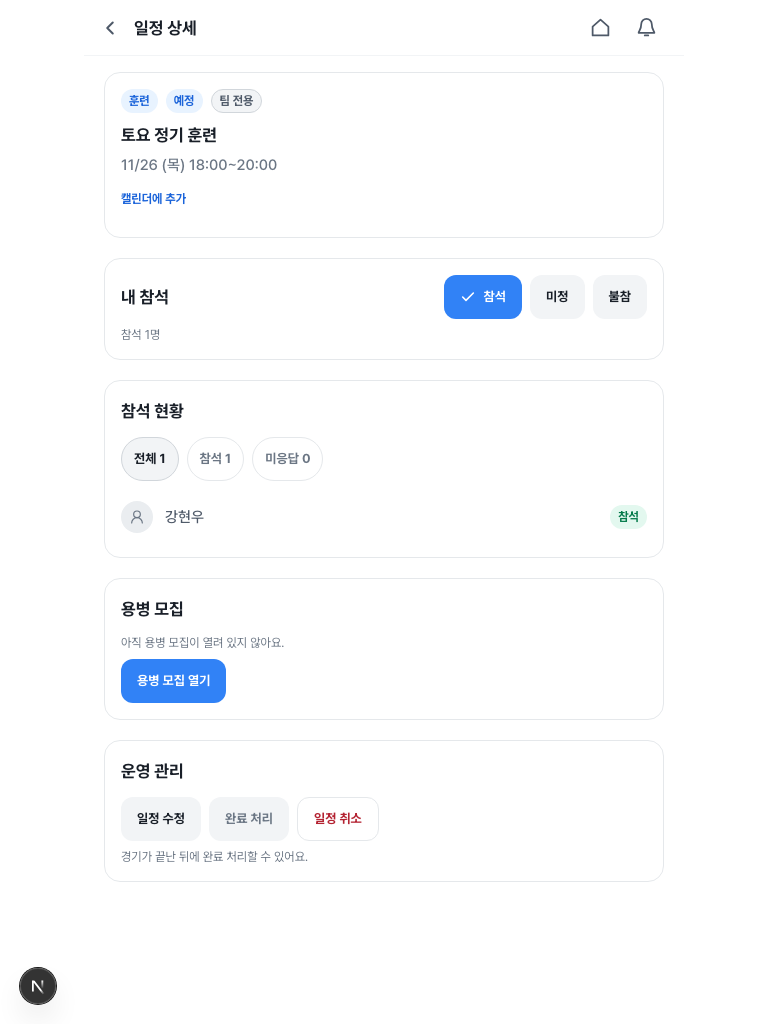 일정 상세
훈련 예정 팀 전용
토요 정기 훈련
11/26 (목) 18:00~20:00
캘린더에 추가
내 참석
참석 미정 불참
참석 1명
참석 현황
전체 1 참석 1 미응답 0
강현우 참석
용병 모집
아직 용병 모집이 열려 있지 않아요.
용병 모집 열기
운영 관리
일정 수정 완료 처리 일정 취소
경기가 끝난 뒤에 완료 처리할 수 있어요.
N